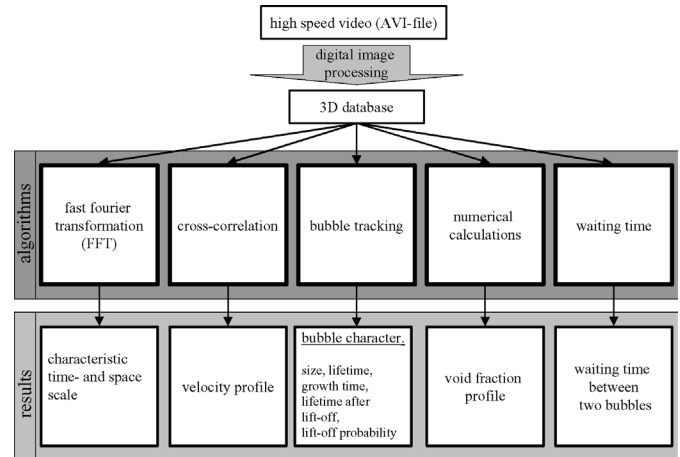 high speed video (AVI-file)
digital image
processing
3D database
algorithms
fast fourier
transformation
(FFT)
cross-correlation
bubble tracking
numerical
calculations
waiting time
results
characteristic
time- and space
scale
velocity profile
bubble character.
size, lifetime,
growth time,
lifetime after
lift-off,
lift-off probability
void fraction
profile
waiting time
between
two bubbles